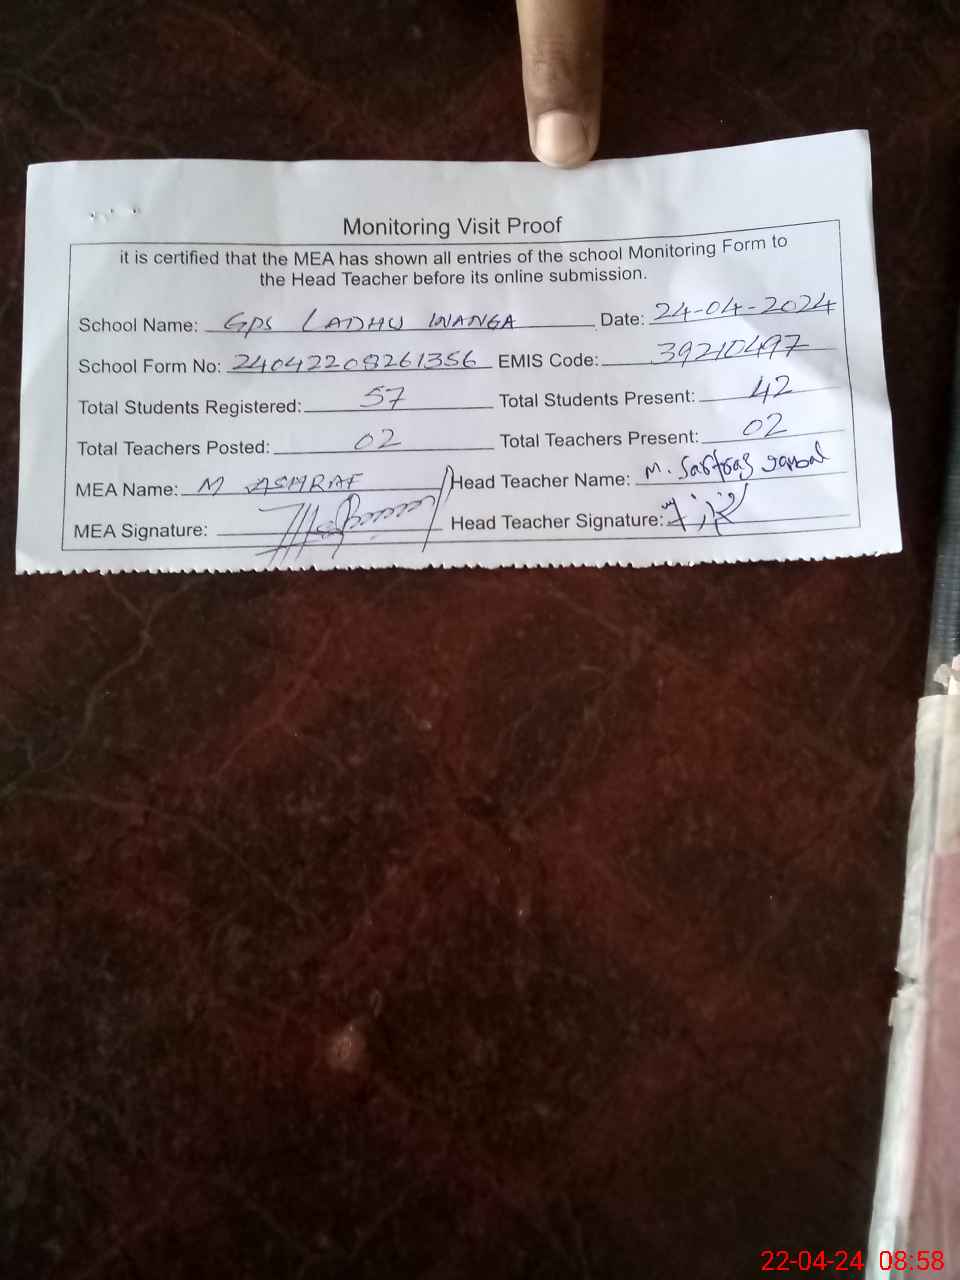 Monitoring Visit Proof
it is certified that the MEA has shown all entries of the school Monitoring Form to
the Head Teacher before its online submission.
School Name: GPS LADHU WANGA Date: 24-04-2024
School Form No: 24042208261356 EMIS Code: 39210497
Total Students Registered: 57 Total Students Present: 42
Total Teachers Posted: 02 Total Teachers Present: 02
MEA Name: M ASHRAF Head Teacher Name: M. Sarfraz
MEA Signature: Head Teacher Signature:
22-04-24 08:58